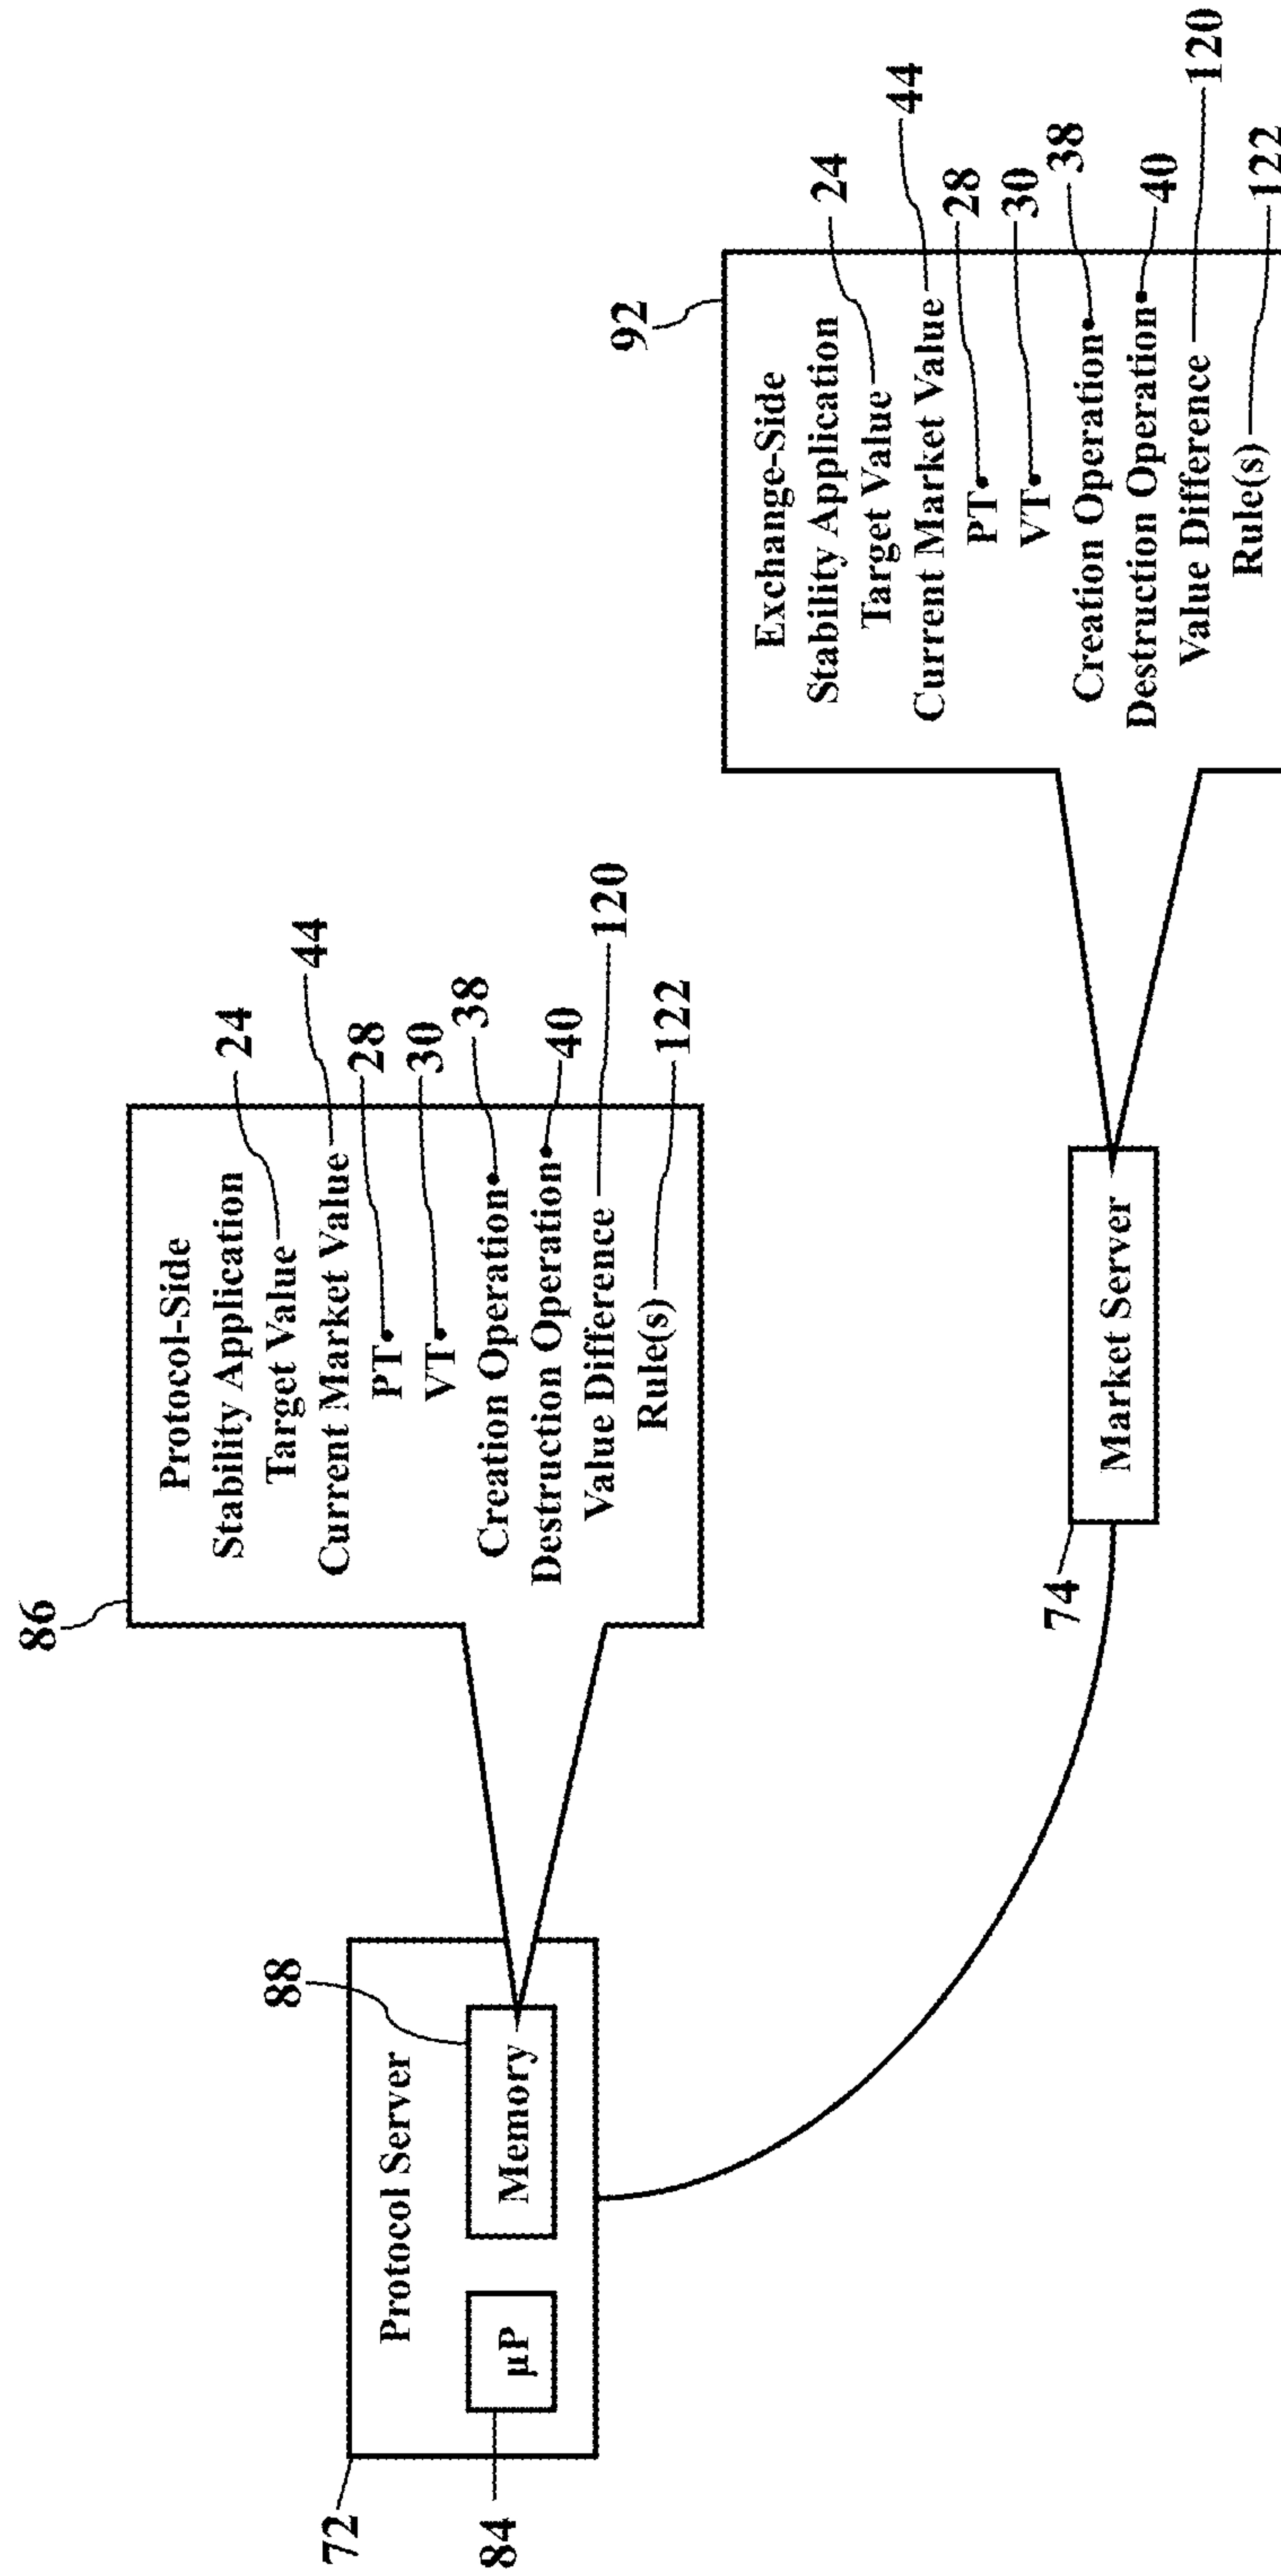 86
Protocol-Side
Stability Application
Target Value 24
Current Market Value 44
PT 28
VT 30
Creation Operation 38
Destruction Operation 40
Value Difference 120
Rule(s) 122
72
Protocol Server
88
84
µP
Memory
92
Exchange-Side
Stability Application
Target Value 24
Current Market Value 44
PT 28
VT 30
Creation Operation 38
Destruction Operation 40
Value Difference 120
Rule(s) 122
74
Market Server